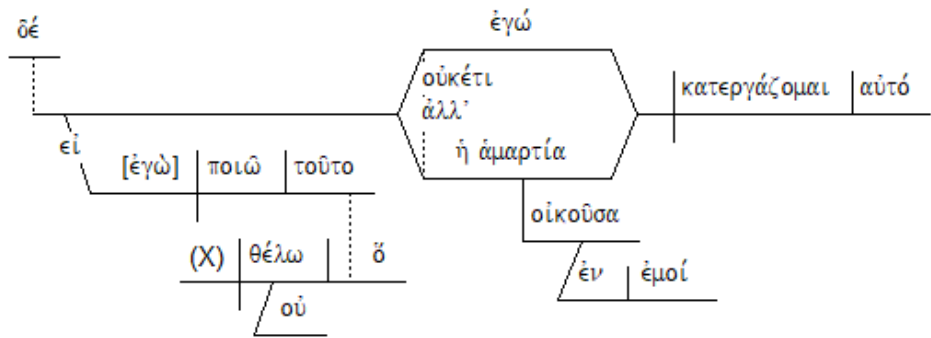 δέ
ἐγώ
οὐκέτι
ἀλλ’
κατεργάζομαι αὐτό
εἰ
ἡ ἁμαρτία
[ἐγὼ] ποιῶ τοῦτο
οἰκοῦσα
(X) θέλω ὅ
ἐν ἐμοί
οὐ